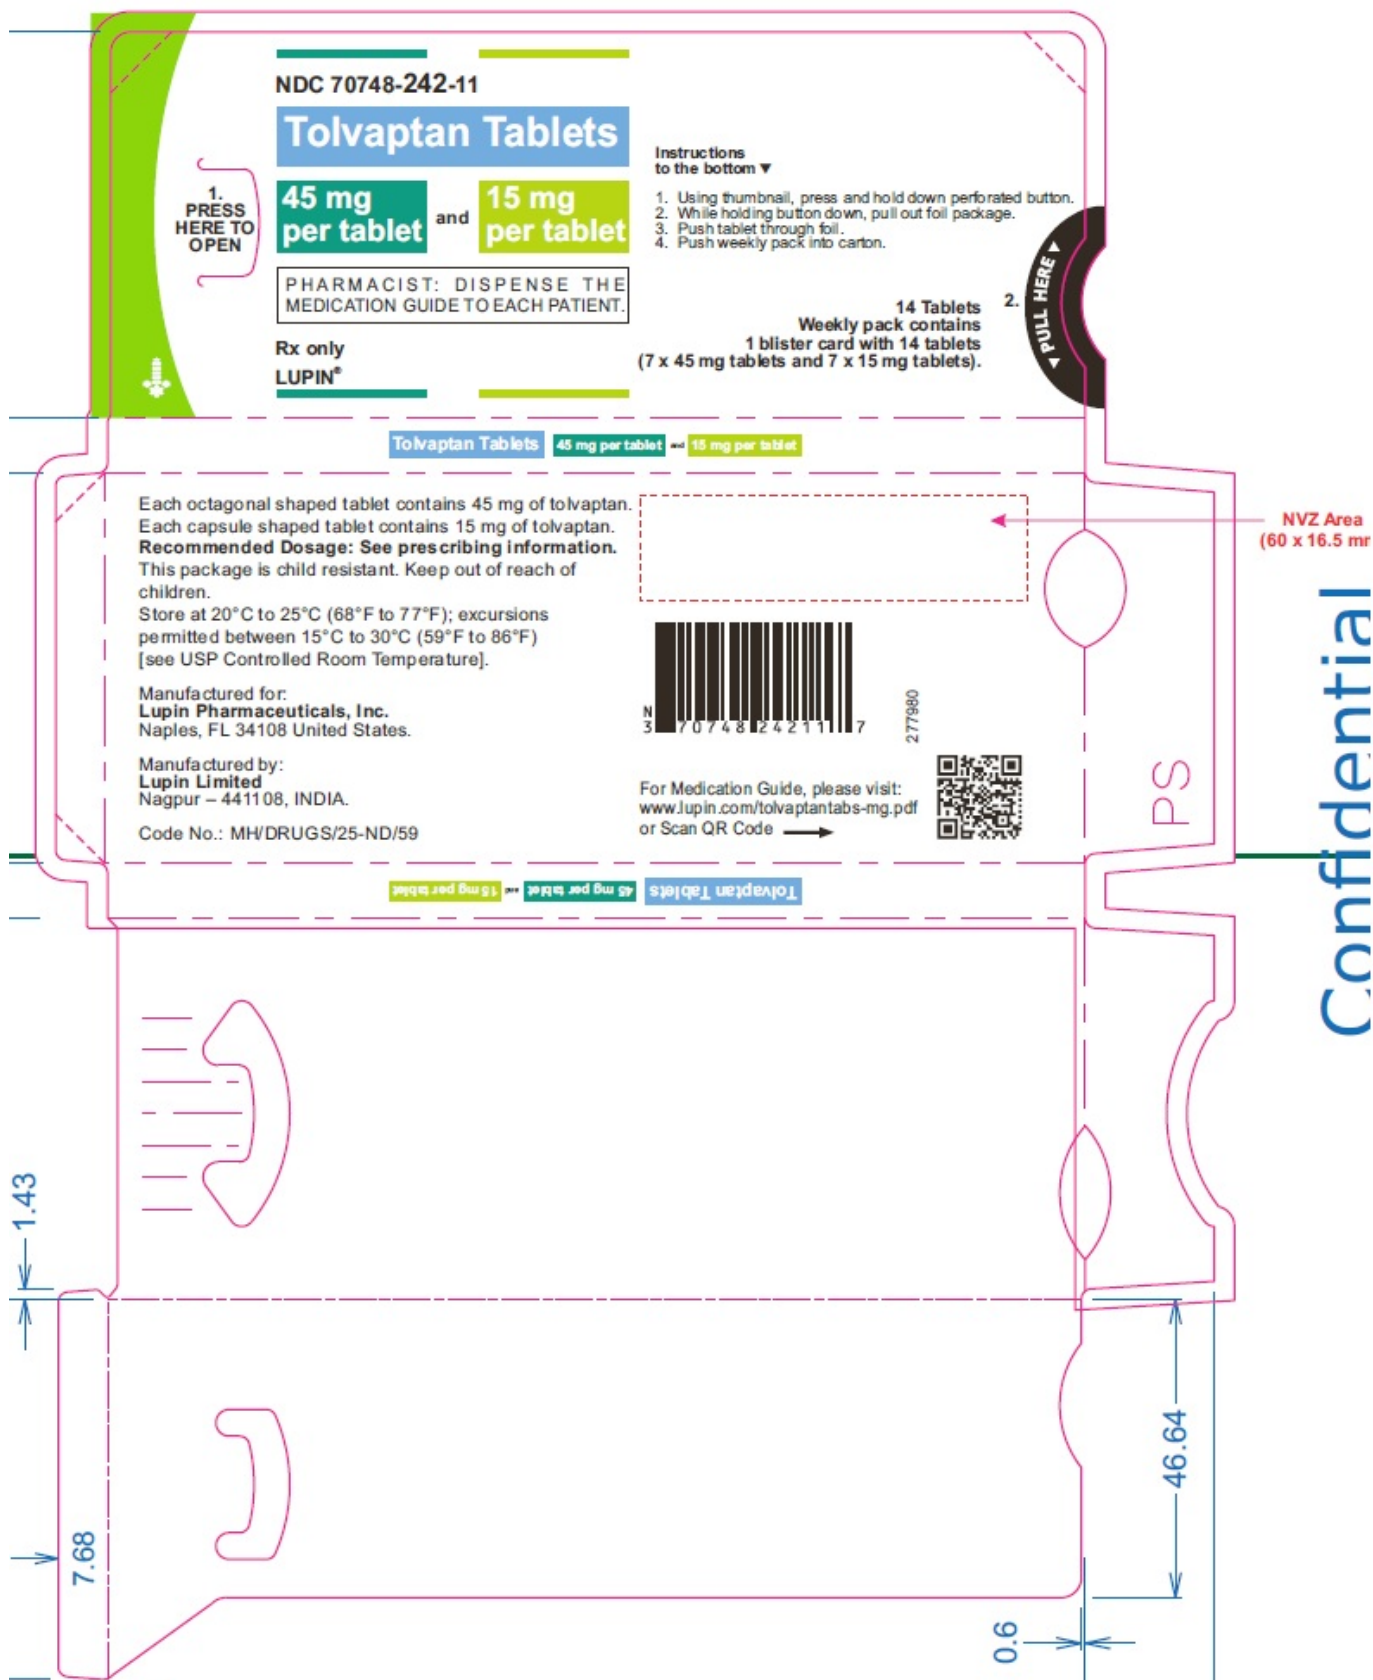 NDC 70748-242-11
Tolvaptan Tablets
45 mg
per tablet
and
15 mg
per tablet
PHARMACIST: DISPENSE THE
MEDICATION GUIDE TO EACH PATIENT.
Rx only
LUPIN®
1.
PRESS
HERE TO
OPEN
Instructions
to the bottom ▼
1. Using thumbnail, press and hold down perforated button.
2. While holding button down, pull out foil package.
3. Push tablet through foil.
4. Push weekly pack into carton.
14 Tablets
Weekly pack contains
1 blister card with 14 tablets
(7 x 45 mg tablets and 7 x 15 mg tablets).
2.
◄ PULL HERE ►
Tolvaptan Tablets 45 mg per tablet and 15 mg per tablet
Each octagonal shaped tablet contains 45 mg of tolvaptan.
Each capsule shaped tablet contains 15 mg of tolvaptan.
Recommended Dosage: See prescribing information.
This package is child resistant. Keep out of reach of
children.
Store at 20°C to 25°C (68°F to 77°F); excursions
permitted between 15°C to 30°C (59°F to 86°F)
[see USP Controlled Room Temperature].
Manufactured for:
Lupin Pharmaceuticals, Inc.
Naples, FL 34108 United States.
Manufactured by:
Lupin Limited
Nagpur – 441108, INDIA.
Code No.: MH/DRUGS/25-ND/59
NVZ Area
(60 x 16.5 mm
N
3 70748 24211 7
277980
For Medication Guide, please visit:
www.lupin.com/tolvaptantabs-mg.pdf
or Scan QR Code
PS
Confidential
Tolvaptan Tablets 45 mg per tablet and 15 mg per tablet
1.43
7.68
46.64
0.6